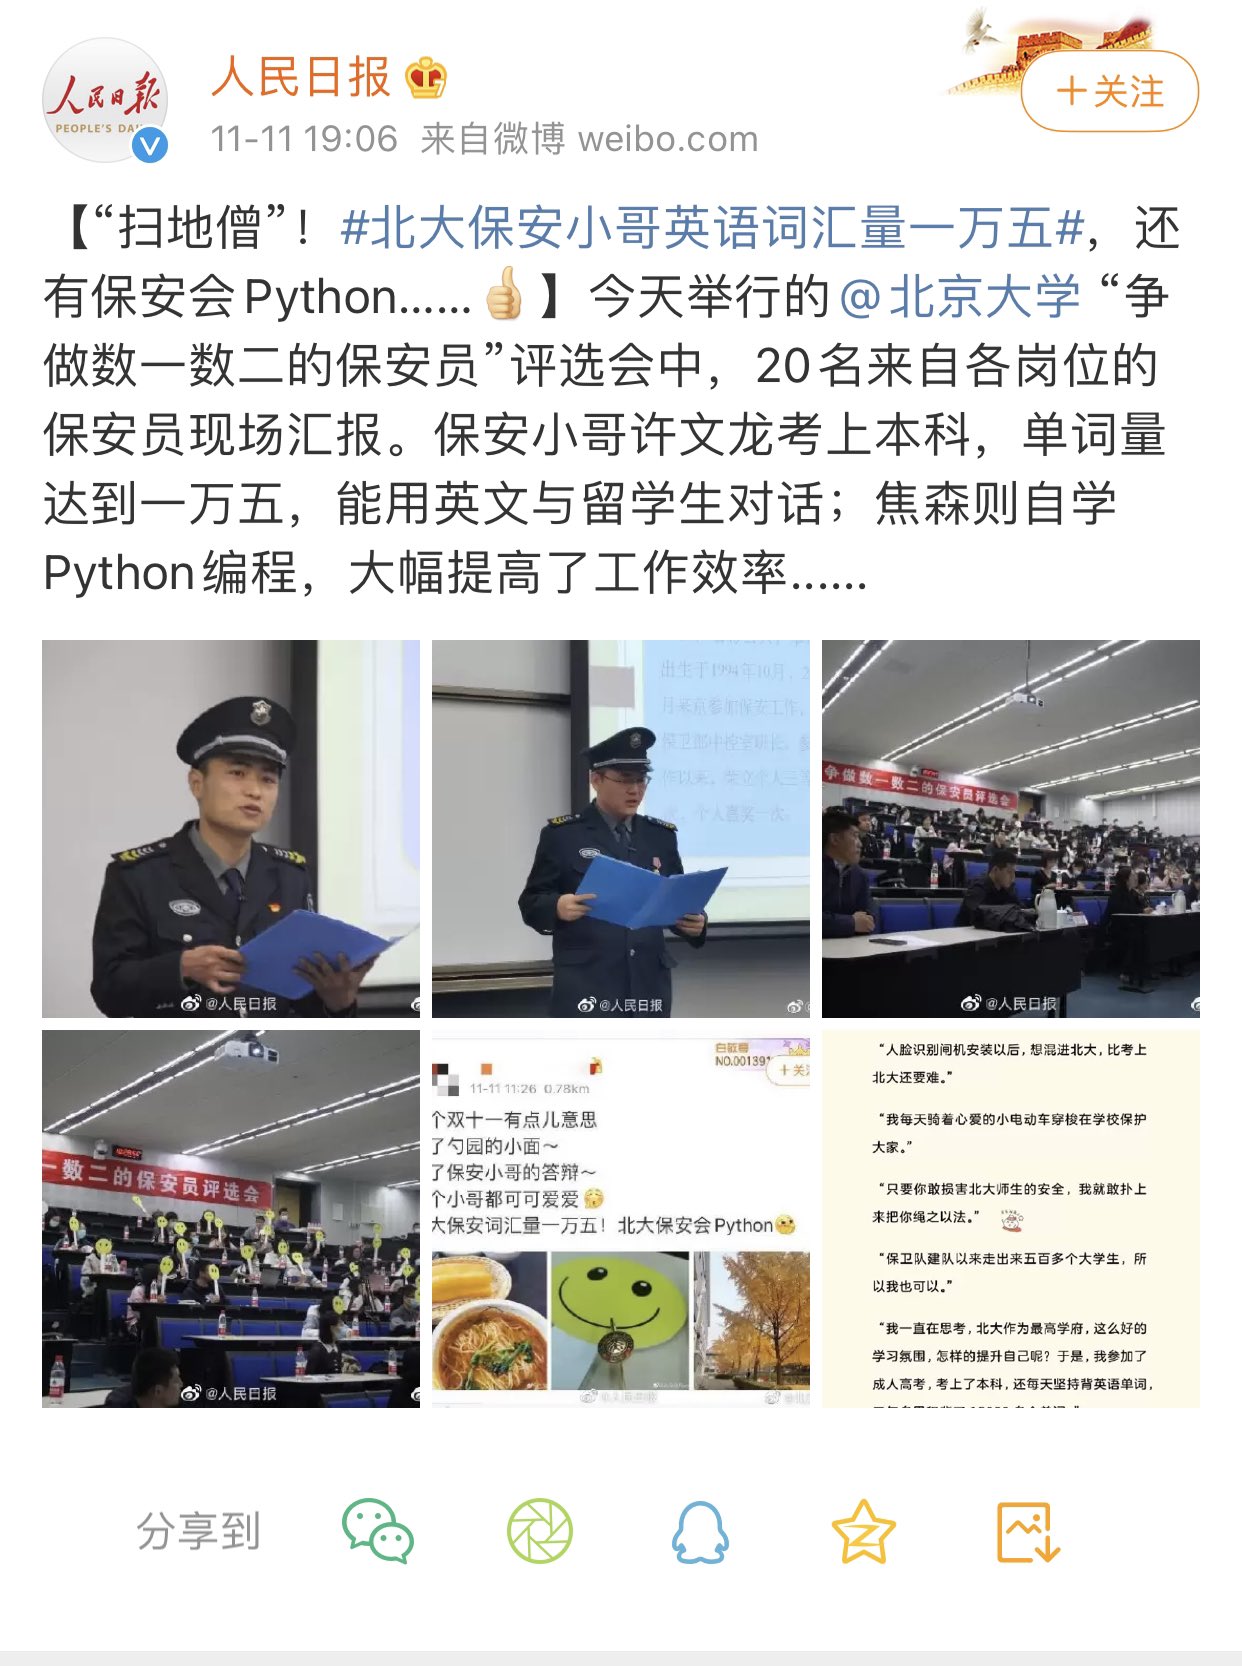 人民日报
人民日报
PEOPLE'S DA
11-11 19:06 来自微博 weibo.com
＋关注
【“扫地僧”！#北大保安小哥英语词汇量一万五#，还
有保安会Python……👍】今天举行的@北京大学 “争
做数一数二的保安员”评选会中，20名来自各岗位的
保安员现场汇报。保安小哥许文龙考上本科，单词量
达到一万五，能用英文与留学生对话；焦森则自学
Python编程，大幅提高了工作效率……
@人民日报
出生于1994年10月，2
月来京参加保安工作，
保卫部中控室班长。参
作以来，荣立个人三等
个人嘉奖一次。
@人民日报
争做数一数二的保安员评选会
@人民日报
一数二的保安员评选会
@人民日报
NO.001391
＋关注
11-11 11:26 0.78km
个双十一有点儿意思
了勺园的小面～
了保安小哥的答辩～
个小哥都可可爱爱
大保安词汇量一万五！北大保安会Python
@人民日报
“人脸识别闸机安装以后，想混进北大，比考上
北大还要难。”
“我每天骑着心爱的小电动车穿梭在学校保护
大家。”
“只要你敢损害北大师生的安全，我就敢扑上
来把你绳之以法。”
“保卫队建队以来走出来五百多个大学生，所
以我也可以。”
“我一直在思考，北大作为最高学府，这么好的
学习氛围，怎样的提升自己呢？于是，我参加了
成人高考，考上了本科，还每天坚持背英语单词，
分享到